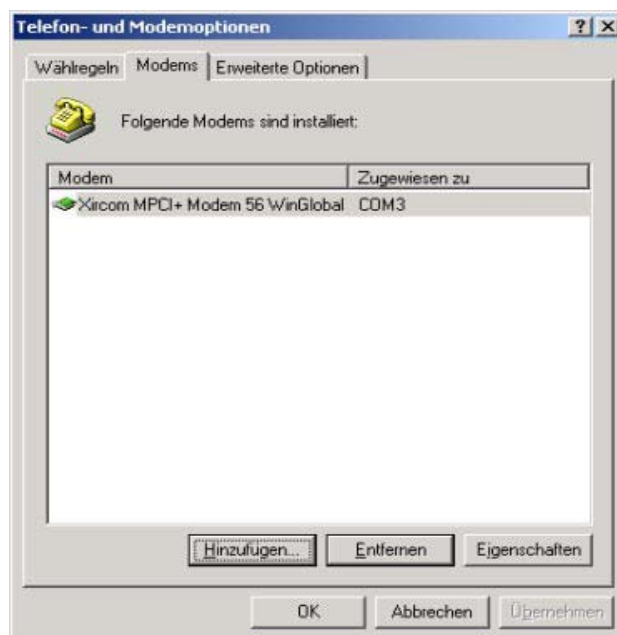 Telefon- und Modemoptionen
Wählregeln Modems Erweiterte Optionen
Folgende Modems sind installiert:
Modem Zugewiesen zu
Xircom MPCI+ Modem 56 WinGlobal COM3
Hinzufügen... Entfernen Eigenschaften
OK Abbrechen Übernehmen